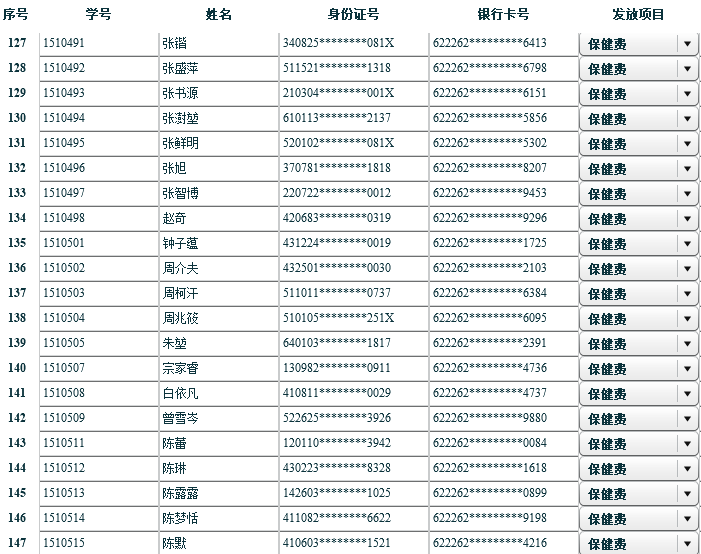 序号 学号 姓名 身份证号 银行卡号 发放项目
127 1510491 张锴 340825********081X 622262*********6413 保健费
128 1510492 张盛萍 511521********1318 622262*********6798 保健费
129 1510493 张书源 210304********001X 622262*********6151 保健费
130 1510494 张澍堃 610113********2137 622262*********5856 保健费
131 1510495 张鲜明 520102********081X 622262*********5302 保健费
132 1510496 张旭 370781********1818 622262*********8207 保健费
133 1510497 张智博 220722********0012 622262*********9453 保健费
134 1510498 赵奇 420683********0319 622262*********9296 保健费
135 1510501 钟子蕴 431224********0019 622262*********1725 保健费
136 1510502 周介夫 432501********0030 622262*********2103 保健费
137 1510503 周柯汗 511011********0737 622262*********6384 保健费
138 1510504 周兆筱 510105********251X 622262*********6095 保健费
139 1510505 朱堃 640103********1817 622262*********2391 保健费
140 1510507 宗家睿 130982********0911 622262*********4736 保健费
141 1510508 白依凡 410811********0029 622262*********4737 保健费
142 1510509 曾雪岑 522625********3926 622262*********9880 保健费
143 1510511 陈蕾 120110********3942 622262*********0084 保健费
144 1510512 陈琳 430223********8328 622262*********1618 保健费
145 1510513 陈露露 142603********1025 622262*********0899 保健费
146 1510514 陈梦恬 411082********6622 622262*********9198 保健费
147 1510515 陈默 410603********1521 622262*********4216 保健费